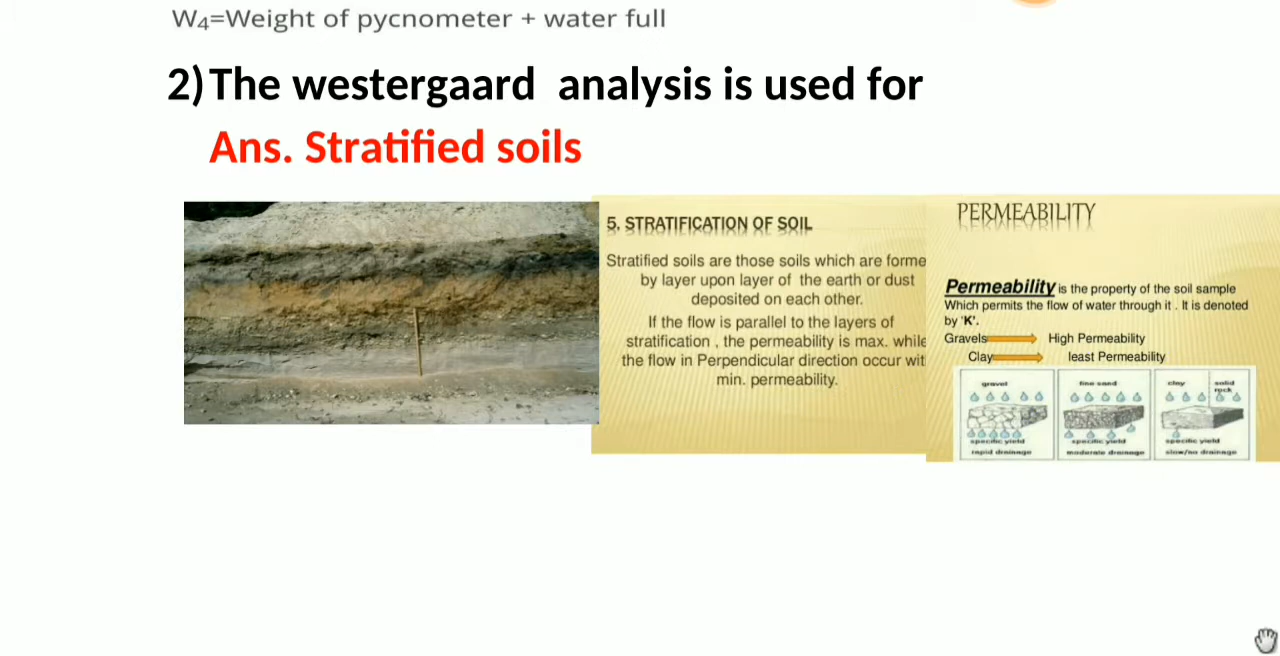 W4=Weight of pycnometer + water full
2) The westergaard analysis is used for
Ans. Stratified soils
5. STRATIFICATION OF SOIL
Stratified soils are those soils which are forme
by layer upon layer of the earth or dust
deposited on each other.
If the flow is parallel to the layers of
stratification , the permeability is max. while
the flow in Perpendicular direction occur wit
min. permeability.
PERMEABILITY
Permeability is the property of the soil sample
Which permits the flow of water through it . It is denoted
by 'K'.
Gravels High Permeability
Clay least Permeability
gravel
specific yield
rapid drainage
fine sand
specific yield
moderate drainage
clay
solid
rock
specific yield
slow/no drainage